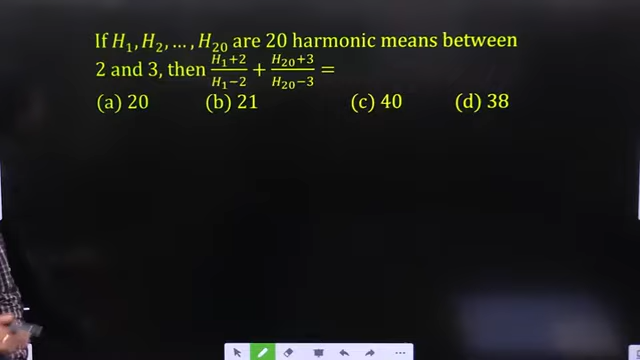 If H₁, H₂, ..., H₂₀ are 20 harmonic means between
2 and 3, then (H₁+2)/(H₁−2) + (H₂₀+3)/(H₂₀−3) =
(a) 20 (b) 21 (c) 40 (d) 38